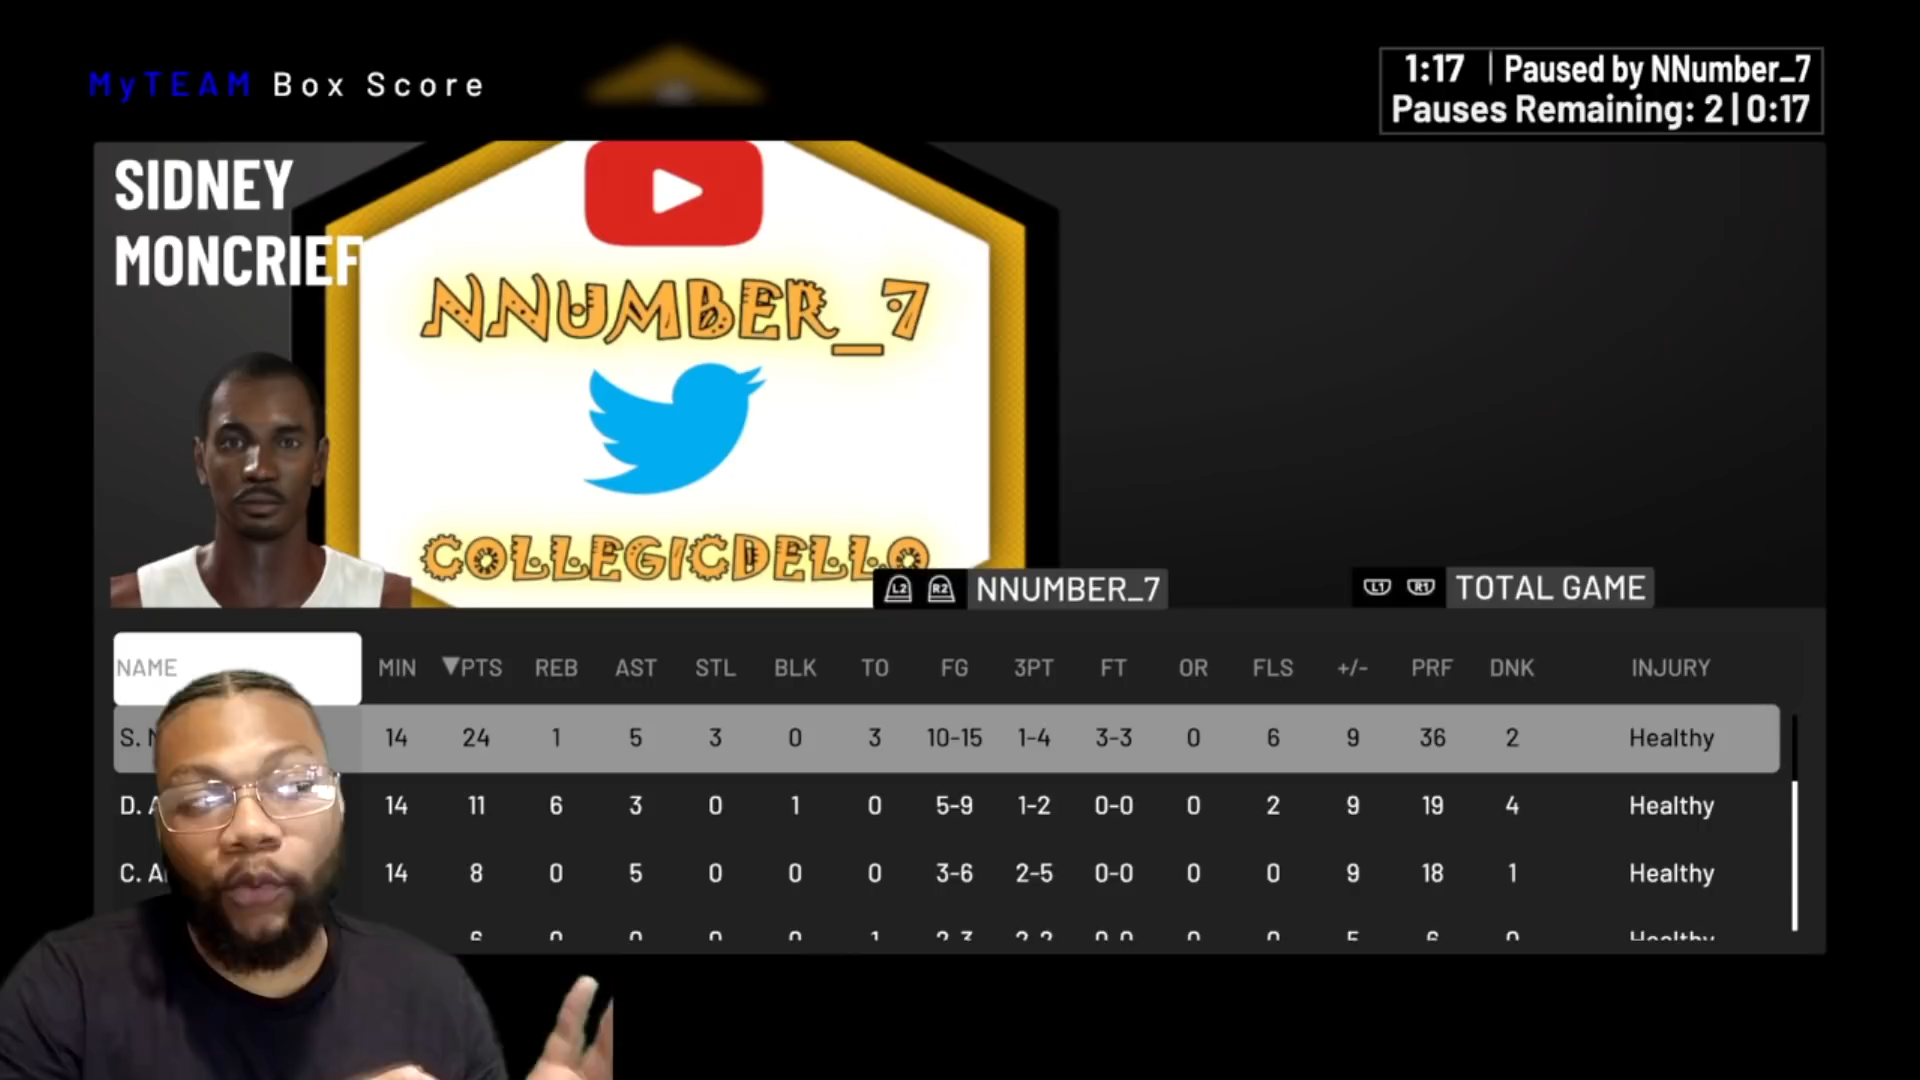 MyTEAM Box Score
1:17 | Paused by NNumber_7
Pauses Remaining: 2 | 0:17
SIDNEY
MONCRIEF
NNUMBER_7
COLLEGICDELLO
L2 R2 NNUMBER_7
L1 R1 TOTAL GAME
NAME MIN ▼PTS REB AST STL BLK TO FG 3PT FT OR FLS +/- PRF DNK INJURY
S. 14 24 1 5 3 0 3 10-15 1-4 3-3 0 6 9 36 2 Healthy
D. 14 11 6 3 0 1 0 5-9 1-2 0-0 0 2 9 19 4 Healthy
C. 14 8 0 5 0 0 0 3-6 2-5 0-0 0 0 9 18 1 Healthy